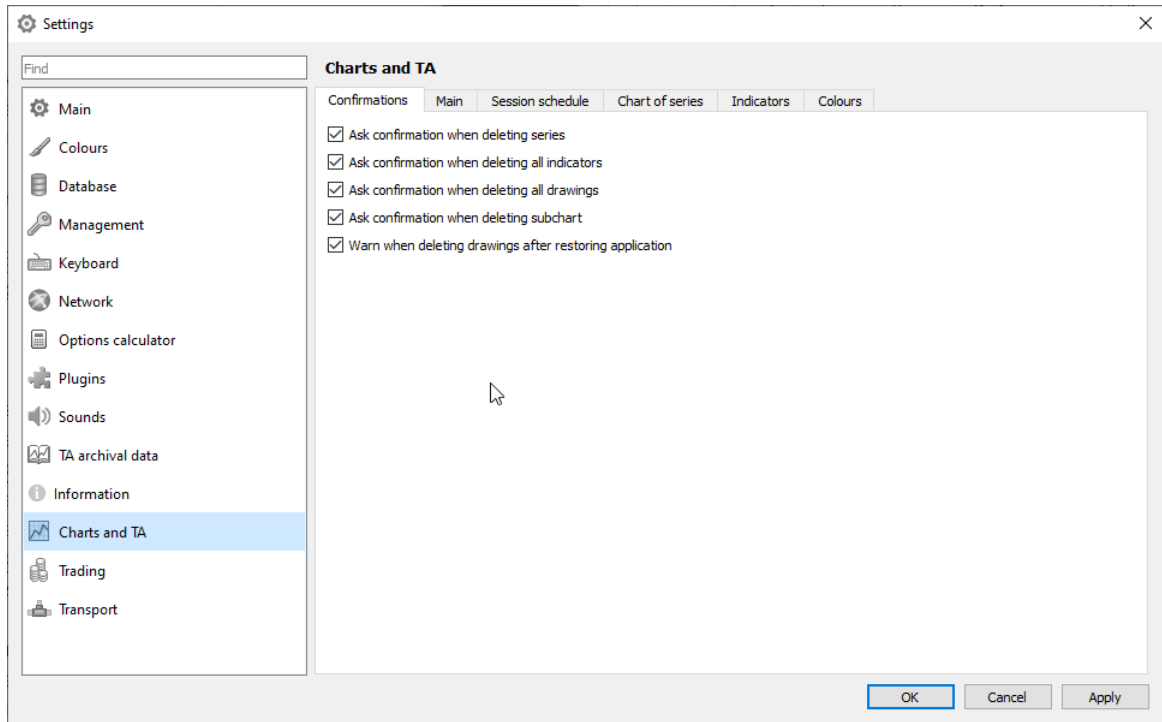 Settings
Find
Main
Colours
Database
Management
Keyboard
Network
Options calculator
Plugins
Sounds
TA archival data
Information
Charts and TA
Trading
Transport
Charts and TA
Confirmations Main Session schedule Chart of series Indicators Colours
Ask confirmation when deleting series
Ask confirmation when deleting all indicators
Ask confirmation when deleting all drawings
Ask confirmation when deleting subchart
Warn when deleting drawings after restoring application
OK Cancel Apply